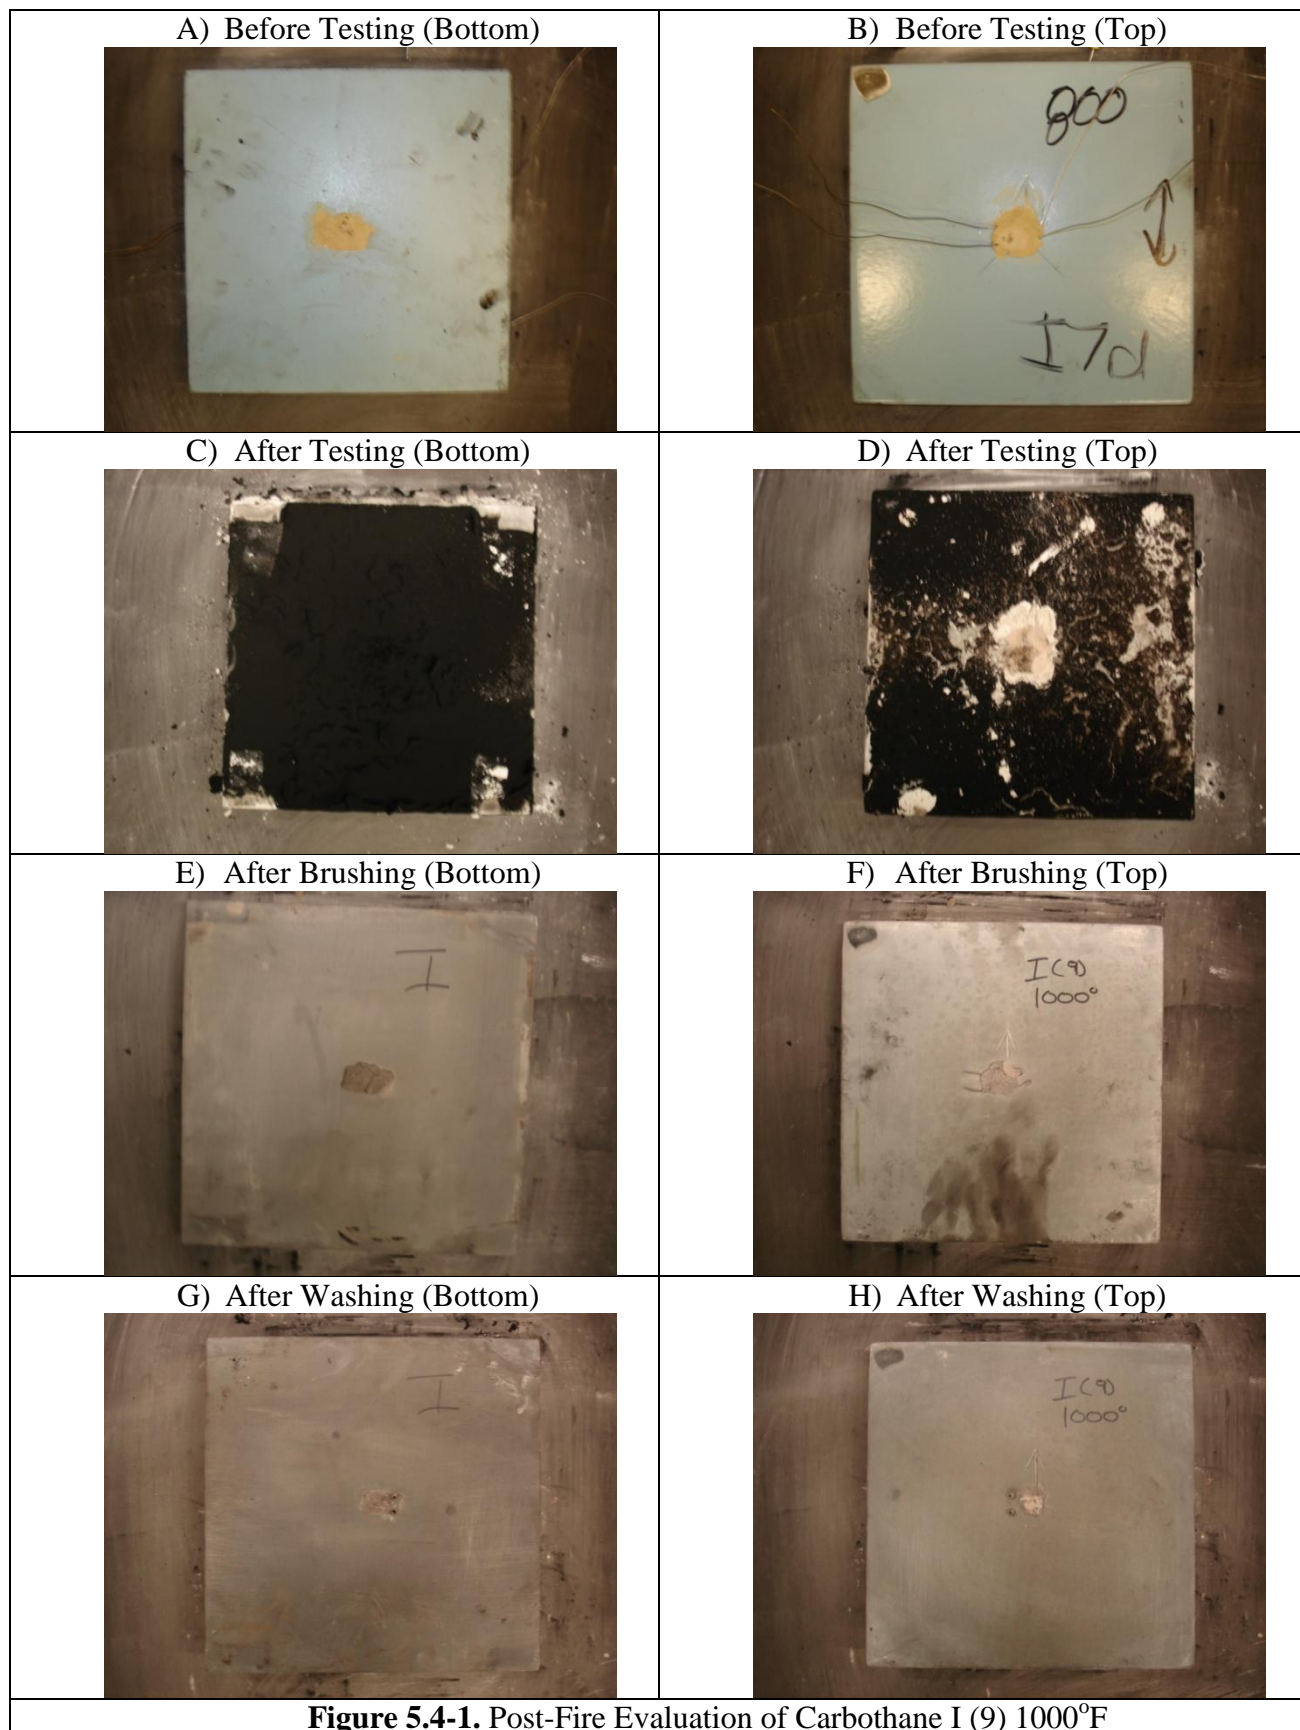 A) Before Testing (Bottom)
B) Before Testing (Top)
800
I7d
C) After Testing (Bottom)
D) After Testing (Top)
E) After Brushing (Bottom)
F) After Brushing (Top)
I
I(9)
1000°
G) After Washing (Bottom)
H) After Washing (Top)
I
I(9)
1000°
Figure 5.4-1. Post-Fire Evaluation of Carbothane I (9) 1000°F